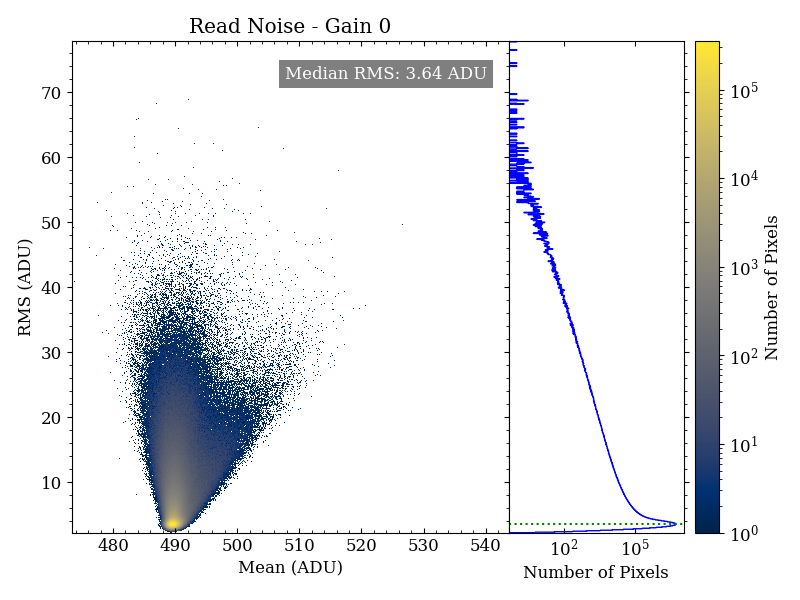 Read Noise - Gain 0
Median RMS: 3.64 ADU
RMS (ADU)
70
60
50
40
30
20
10
480 490 500 510 520 530 540
Mean (ADU)
10² 10⁵
Number of Pixels
10⁵
10⁴
10³
10²
10¹
10⁰
Number of Pixels